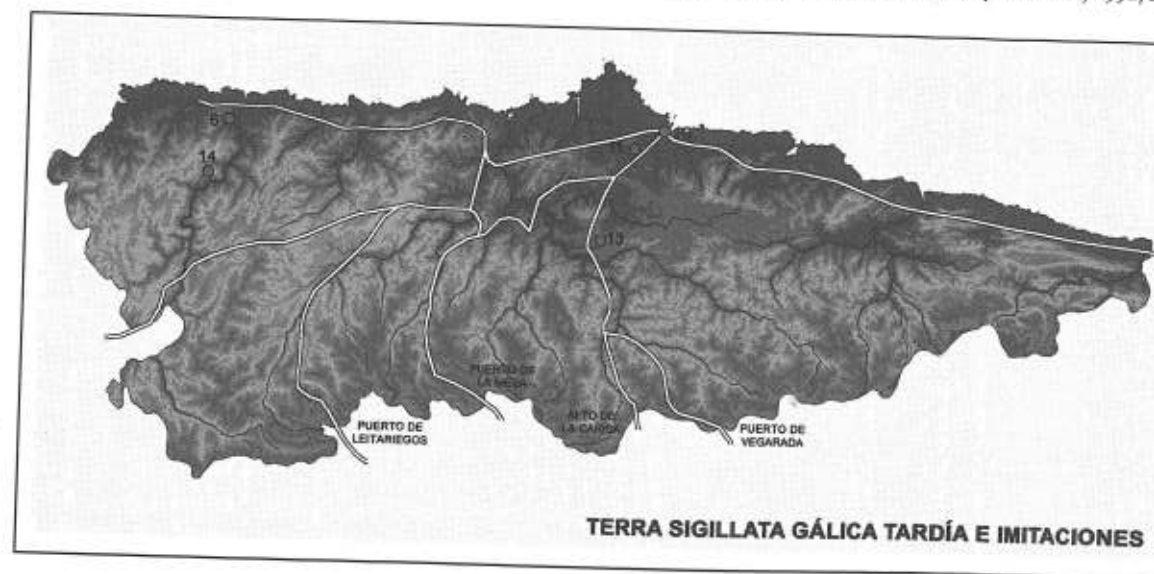 6
14
13
PUERTO DE
LA MESA
PUERTO DE
LEITARIEGOS
ALTO DE
LA CARISA
PUERTO DE
VEGARADA
TERRA SIGILLATA GÁLICA TARDÍA E IMITACIONES